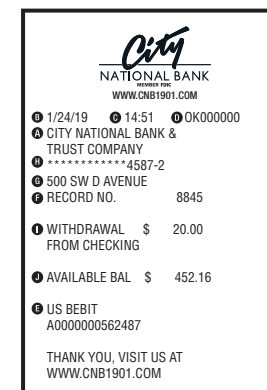 City
NATIONAL BANK
MEMBER FDIC
WWW.CNB1901.COM
B 1/24/19 C 14:51 D OK000000
A CITY NATIONAL BANK &
TRUST COMPANY
H ************4587-2
G 500 SW D AVENUE
F RECORD NO. 8845
I WITHDRAWAL $ 20.00
FROM CHECKING
J AVAILABLE BAL $ 452.16
E US BEBIT
A0000000562487
THANK YOU, VISIT US AT
WWW.CNB1901.COM